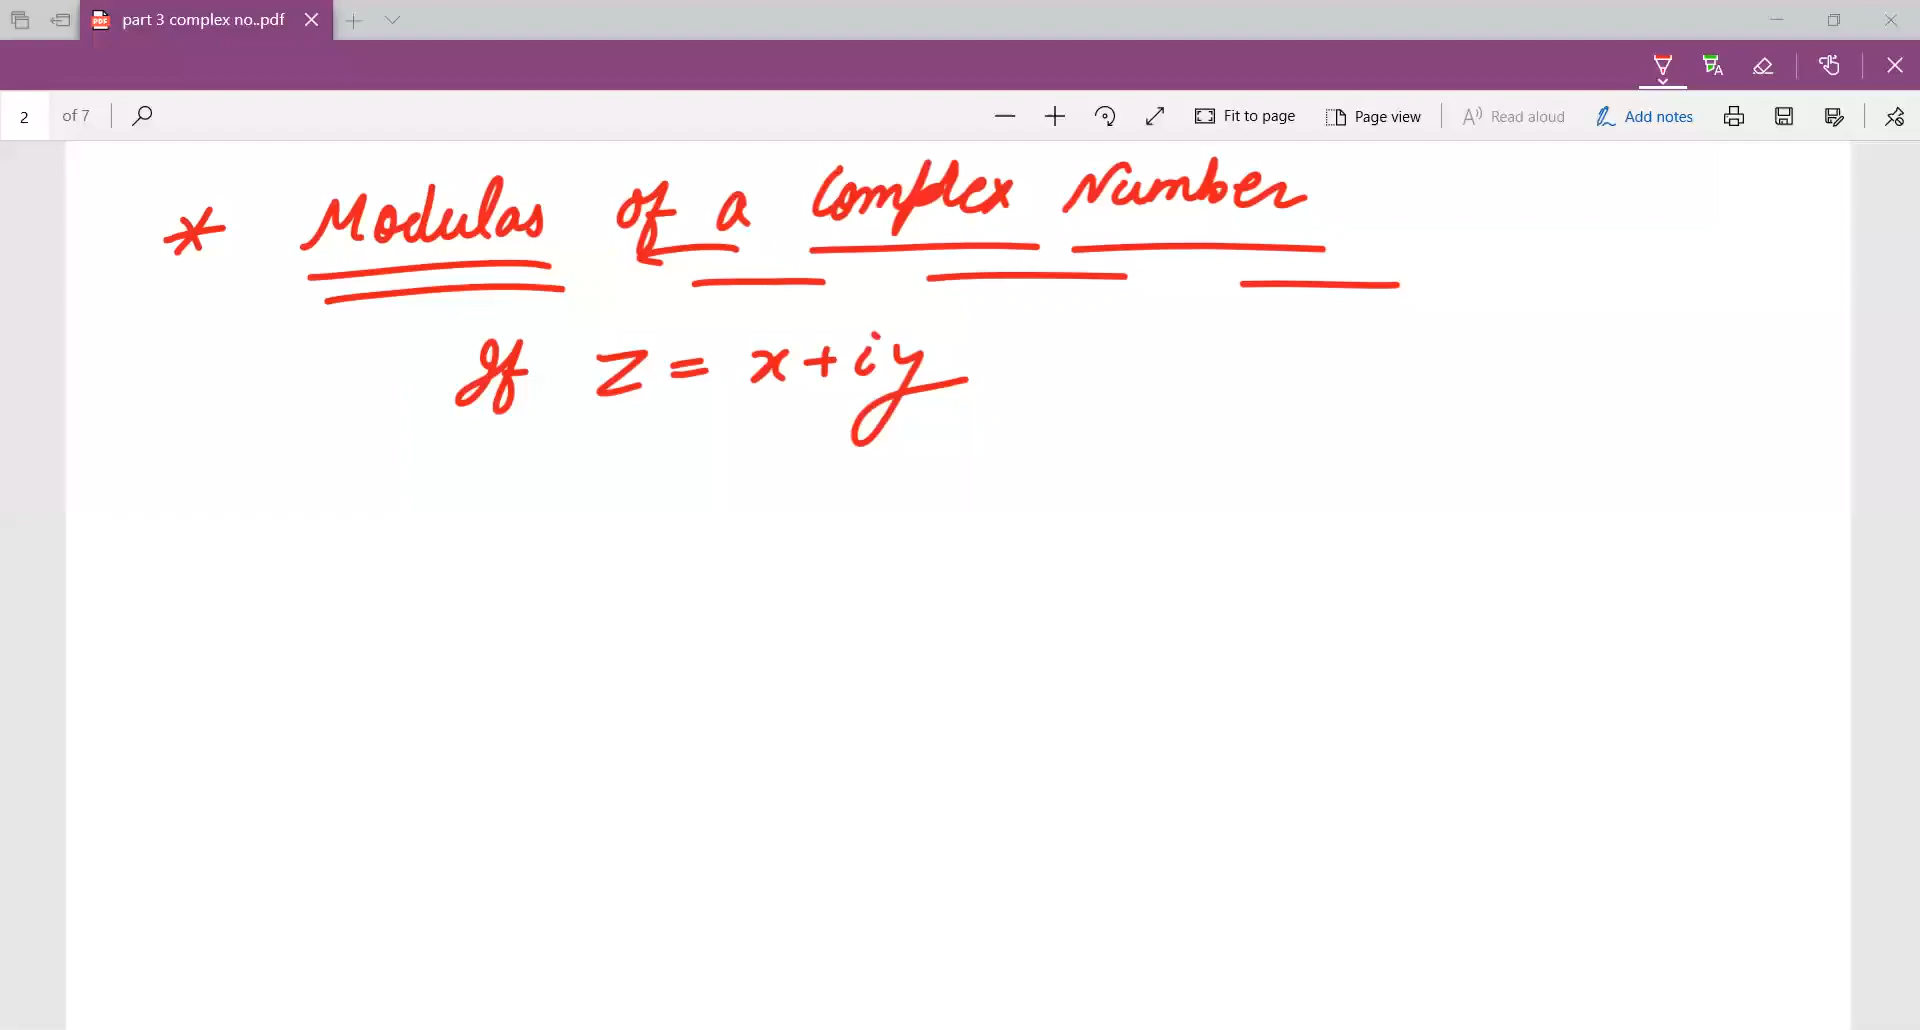 part 3 complex no..pdf
2 of 7 Fit to page Page view Read aloud Add notes
* Modulas of a Complex Number
If z = x + iy